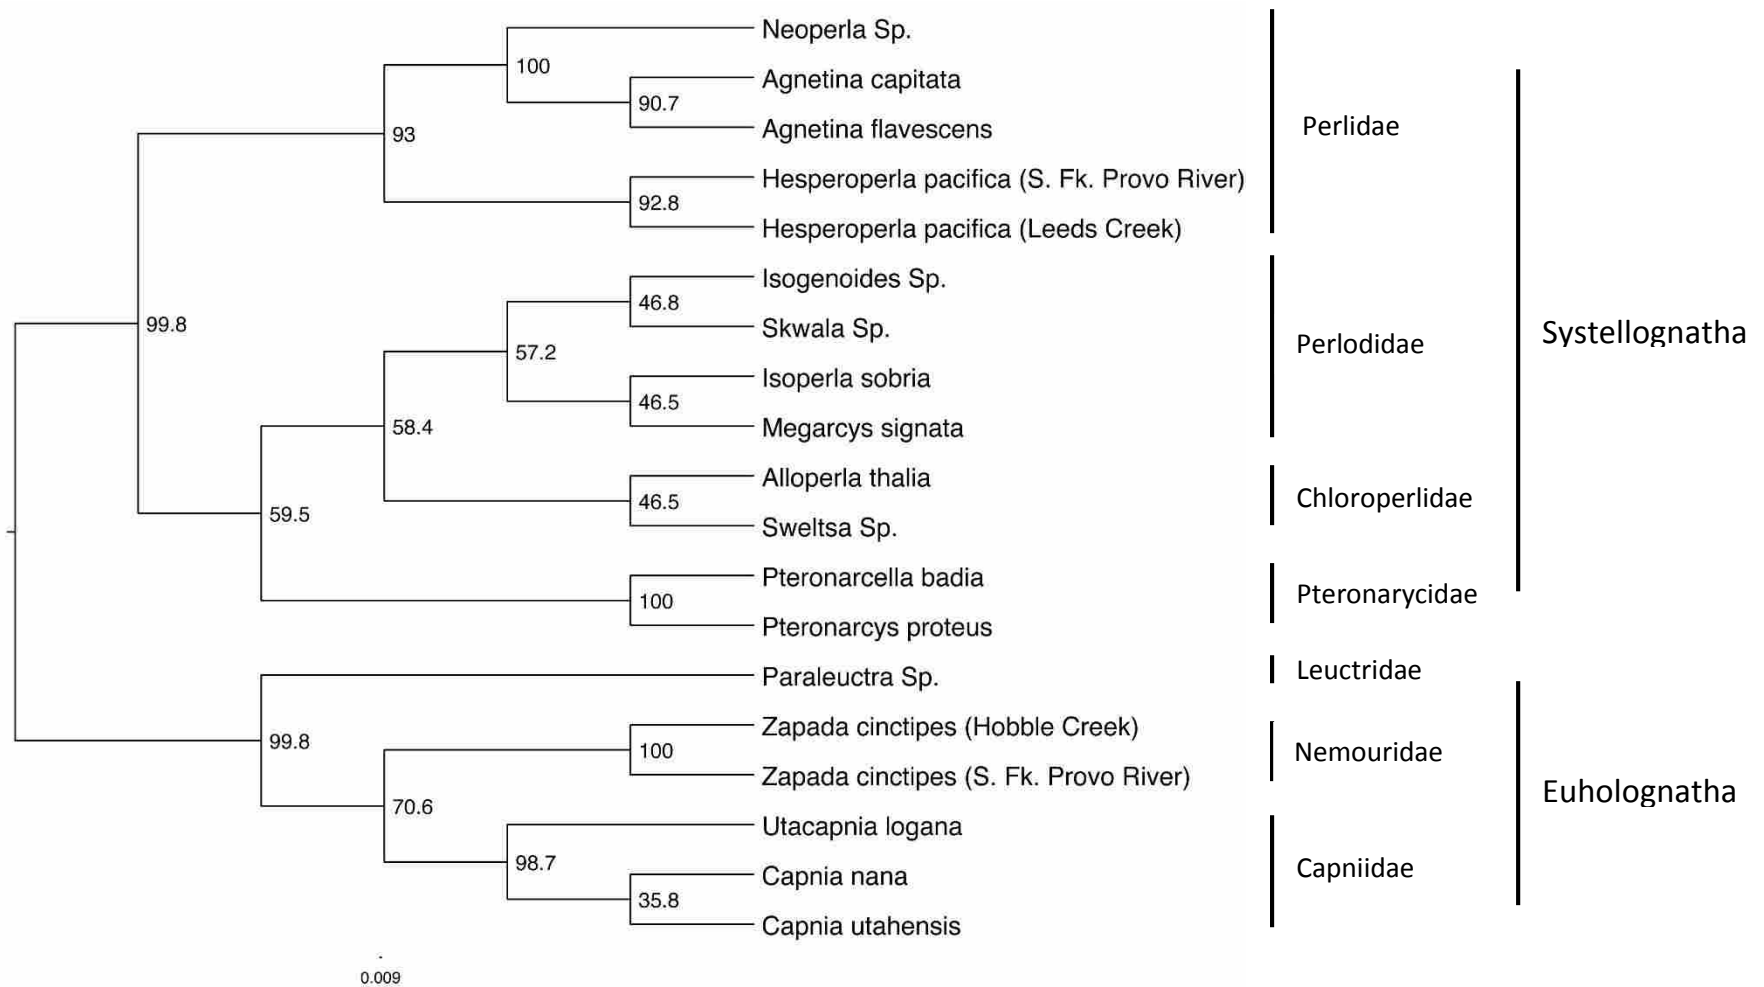 Neoperla Sp.
100
Agnetina capitata
90.7
Agnetina flavescens
Perlidae
93
Hesperoperla pacifica (S. Fk. Provo River)
92.8
Hesperoperla pacifica (Leeds Creek)
Isogenoides Sp.
46.8
99.8
Skwala Sp.
Systellognatha
57.2
Perlodidae
Isoperla sobria
46.5
58.4
Megarcys signata
Alloperla thalia
46.5
Chloroperlidae
59.5
Sweltsa Sp.
Pteronarcella badia
100
Pteronarycidae
Pteronarcys proteus
Paraleuctra Sp.
Leuctridae
Zapada cinctipes (Hobble Creek)
99.8
100
Nemouridae
Zapada cinctipes (S. Fk. Provo River)
Euholognatha
70.6
Utacapnia logana
98.7
Capniidae
Capnia nana
35.8
Capnia utahensis
0.009